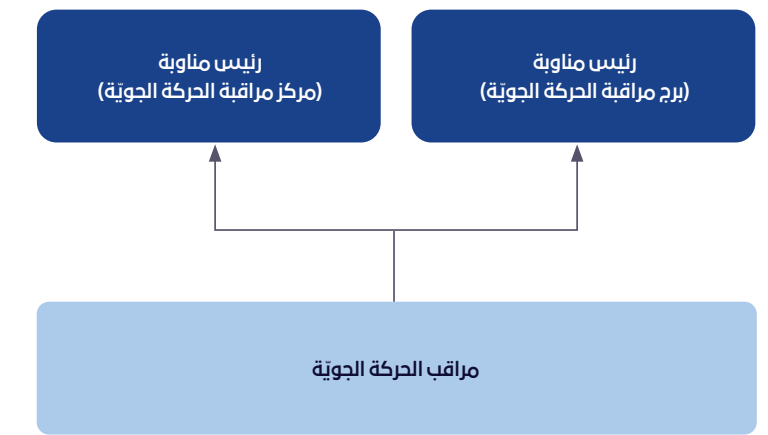 رئيس مناوبة
(برج مراقبة الحركة الجويّة)
رئيس مناوبة
(مركز مراقبة الحركة الجويّة)
مراقب الحركة الجويّة